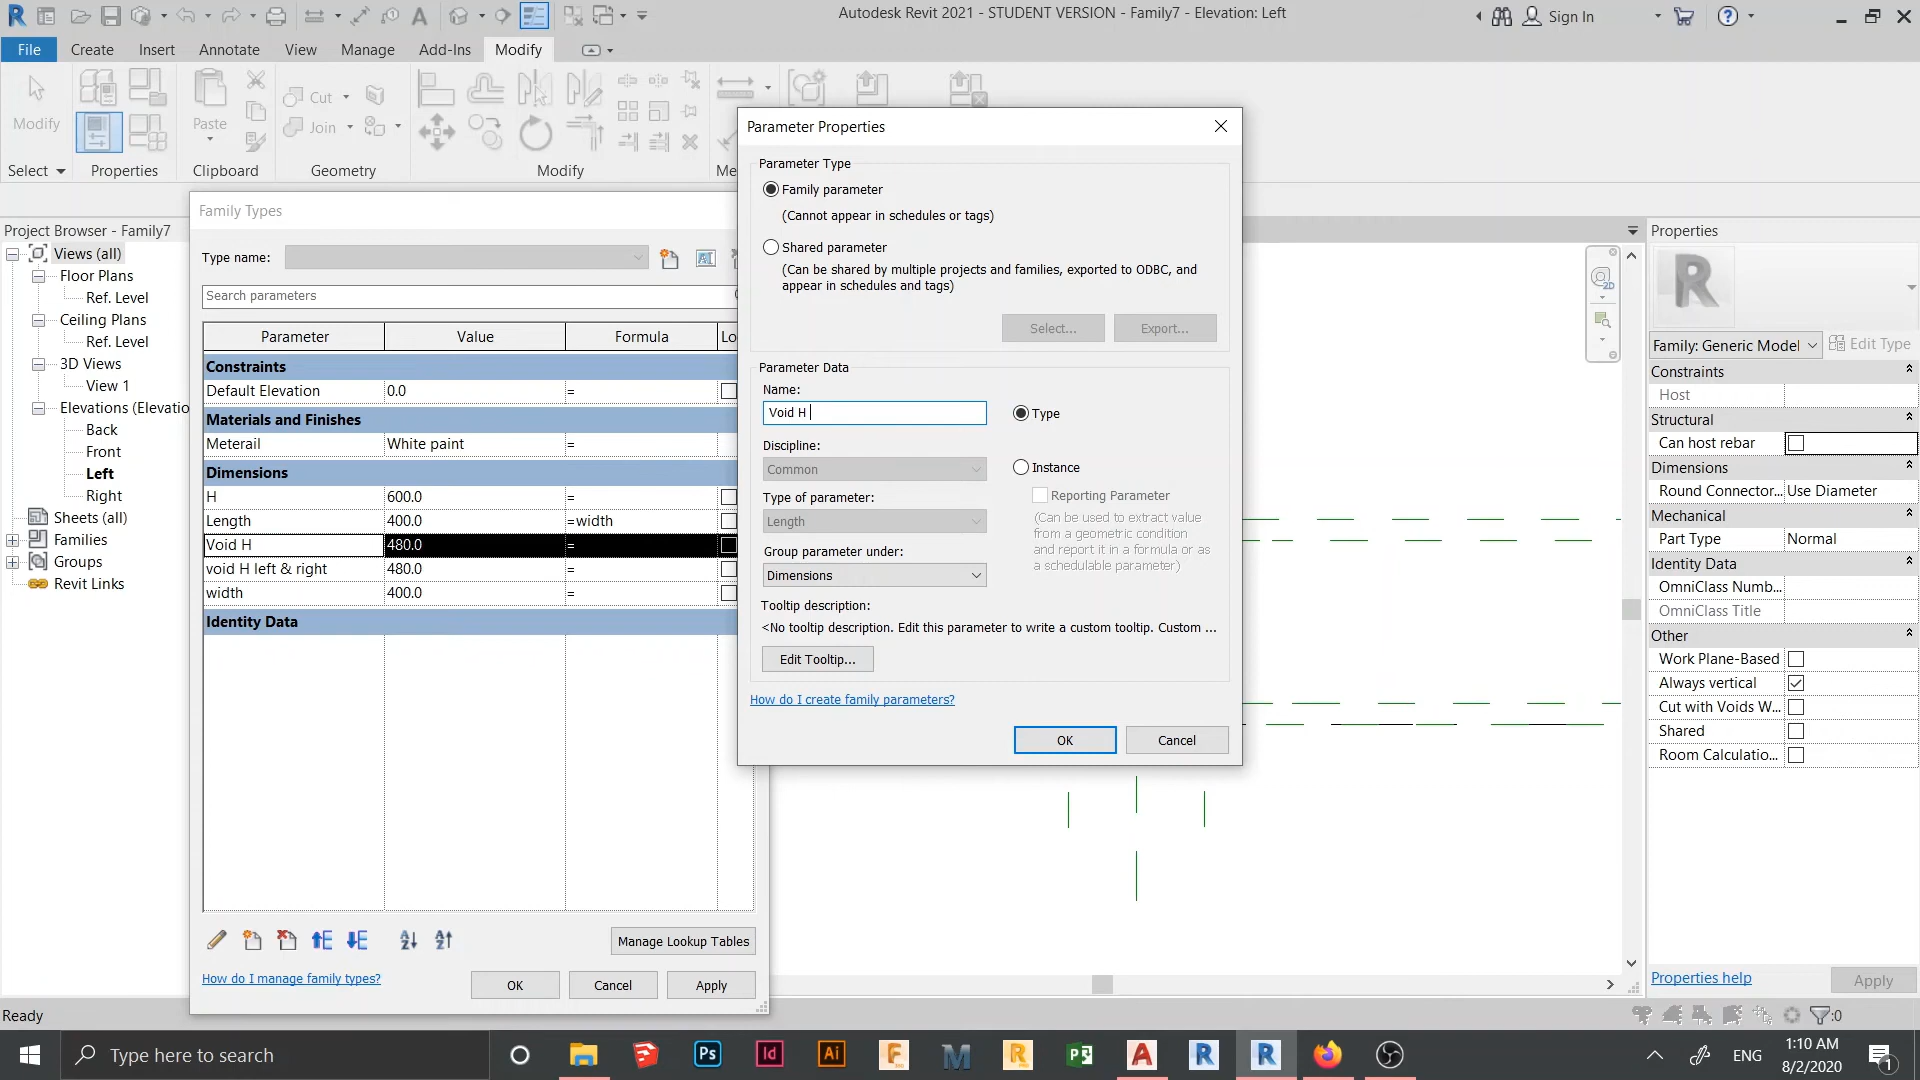 Autodesk Revit 2021 - STUDENT VERSION - Family7 - Elevation: Left
Sign In
File Create Insert Annotate View Manage Add-Ins Modify
Modify
Paste
Cut
Join
Select Properties Clipboard Geometry Modify Me
Project Browser - Family7
Views (all)
Floor Plans
Ref. Level
Ceiling Plans
Ref. Level
3D Views
View 1
Elevations (Elevatio
Back
Front
Left
Right
Sheets (all)
Families
Groups
Revit Links
Family Types
Type name:
Search parameters
Parameter Value Formula Lo
Constraints
Default Elevation 0.0 =
Materials and Finishes
Meterail White paint =
Dimensions
H 600.0 =
Length 400.0 =width
Void H 480.0 =
void H left & right 480.0 =
width 400.0 =
Identity Data
Manage Lookup Tables
How do I manage family types?
OK Cancel Apply
Parameter Properties
Parameter Type
Family parameter
(Cannot appear in schedules or tags)
Shared parameter
(Can be shared by multiple projects and families, exported to ODBC, and
appear in schedules and tags)
Select... Export...
Parameter Data
Name:
Void H
Type
Discipline:
Common
Instance
Type of parameter:
Length
Reporting Parameter
(Can be used to extract value
from a geometric condition
and report it in a formula or as
a schedulable parameter)
Group parameter under:
Dimensions
Tooltip description:
<No tooltip description. Edit this parameter to write a custom tooltip. Custom ...
Edit Tooltip...
How do I create family parameters?
OK Cancel
2D
Properties
R
Family: Generic Model Edit Type
Constraints
Host
Structural
Can host rebar
Dimensions
Round Connector... Use Diameter
Mechanical
Part Type Normal
Identity Data
OmniClass Numb...
OmniClass Title
Other
Work Plane-Based
Always vertical
Cut with Voids W...
Shared
Room Calculatio...
Properties help Apply
Ready
:0
Type here to search
Ps Id Ai F M R P A R R
ENG
1:10 AM
8/2/2020
1